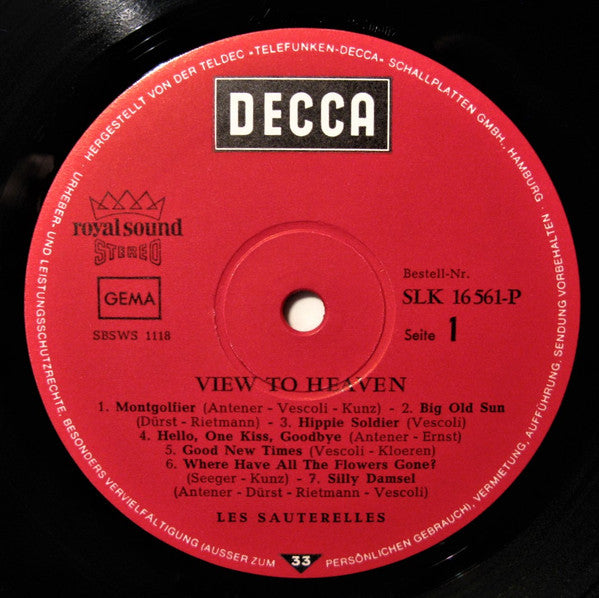 HERGESTELLT VON DER TELDEC »TELEFUNKEN-DECCA« SCHALLPLATTEN GMBH., HAMBURG
URHEBER- UND LEISTUNGSSCHUTZRECHTE, BESONDERS VERVIELFÄLTIGUNG (AUSSER ZUM PERSÖNLICHEN GEBRAUCH), VERMIETUNG, AUFFÜHRUNG, SENDUNG VORBEHALTEN
DECCA
royal sound
STEREO
GEMA
SBSWS 1118
Bestell-Nr.
SLK 16 561-P
Seite 1
VIEW TO HEAVEN
1. Montgolfier (Antener - Vescoli - Kunz) - 2. Big Old Sun
(Dürst - Rietmann) - 3. Hippie Soldier (Vescoli)
4. Hello, One Kiss, Goodbye (Antener - Ernst)
5. Good New Times (Vescoli - Kloeren)
6. Where Have All The Flowers Gone?
(Seeger - Kunz) - 7. Silly Damsel
(Antener - Dürst - Rietmann - Vescoli)
LES SAUTERELLES
33